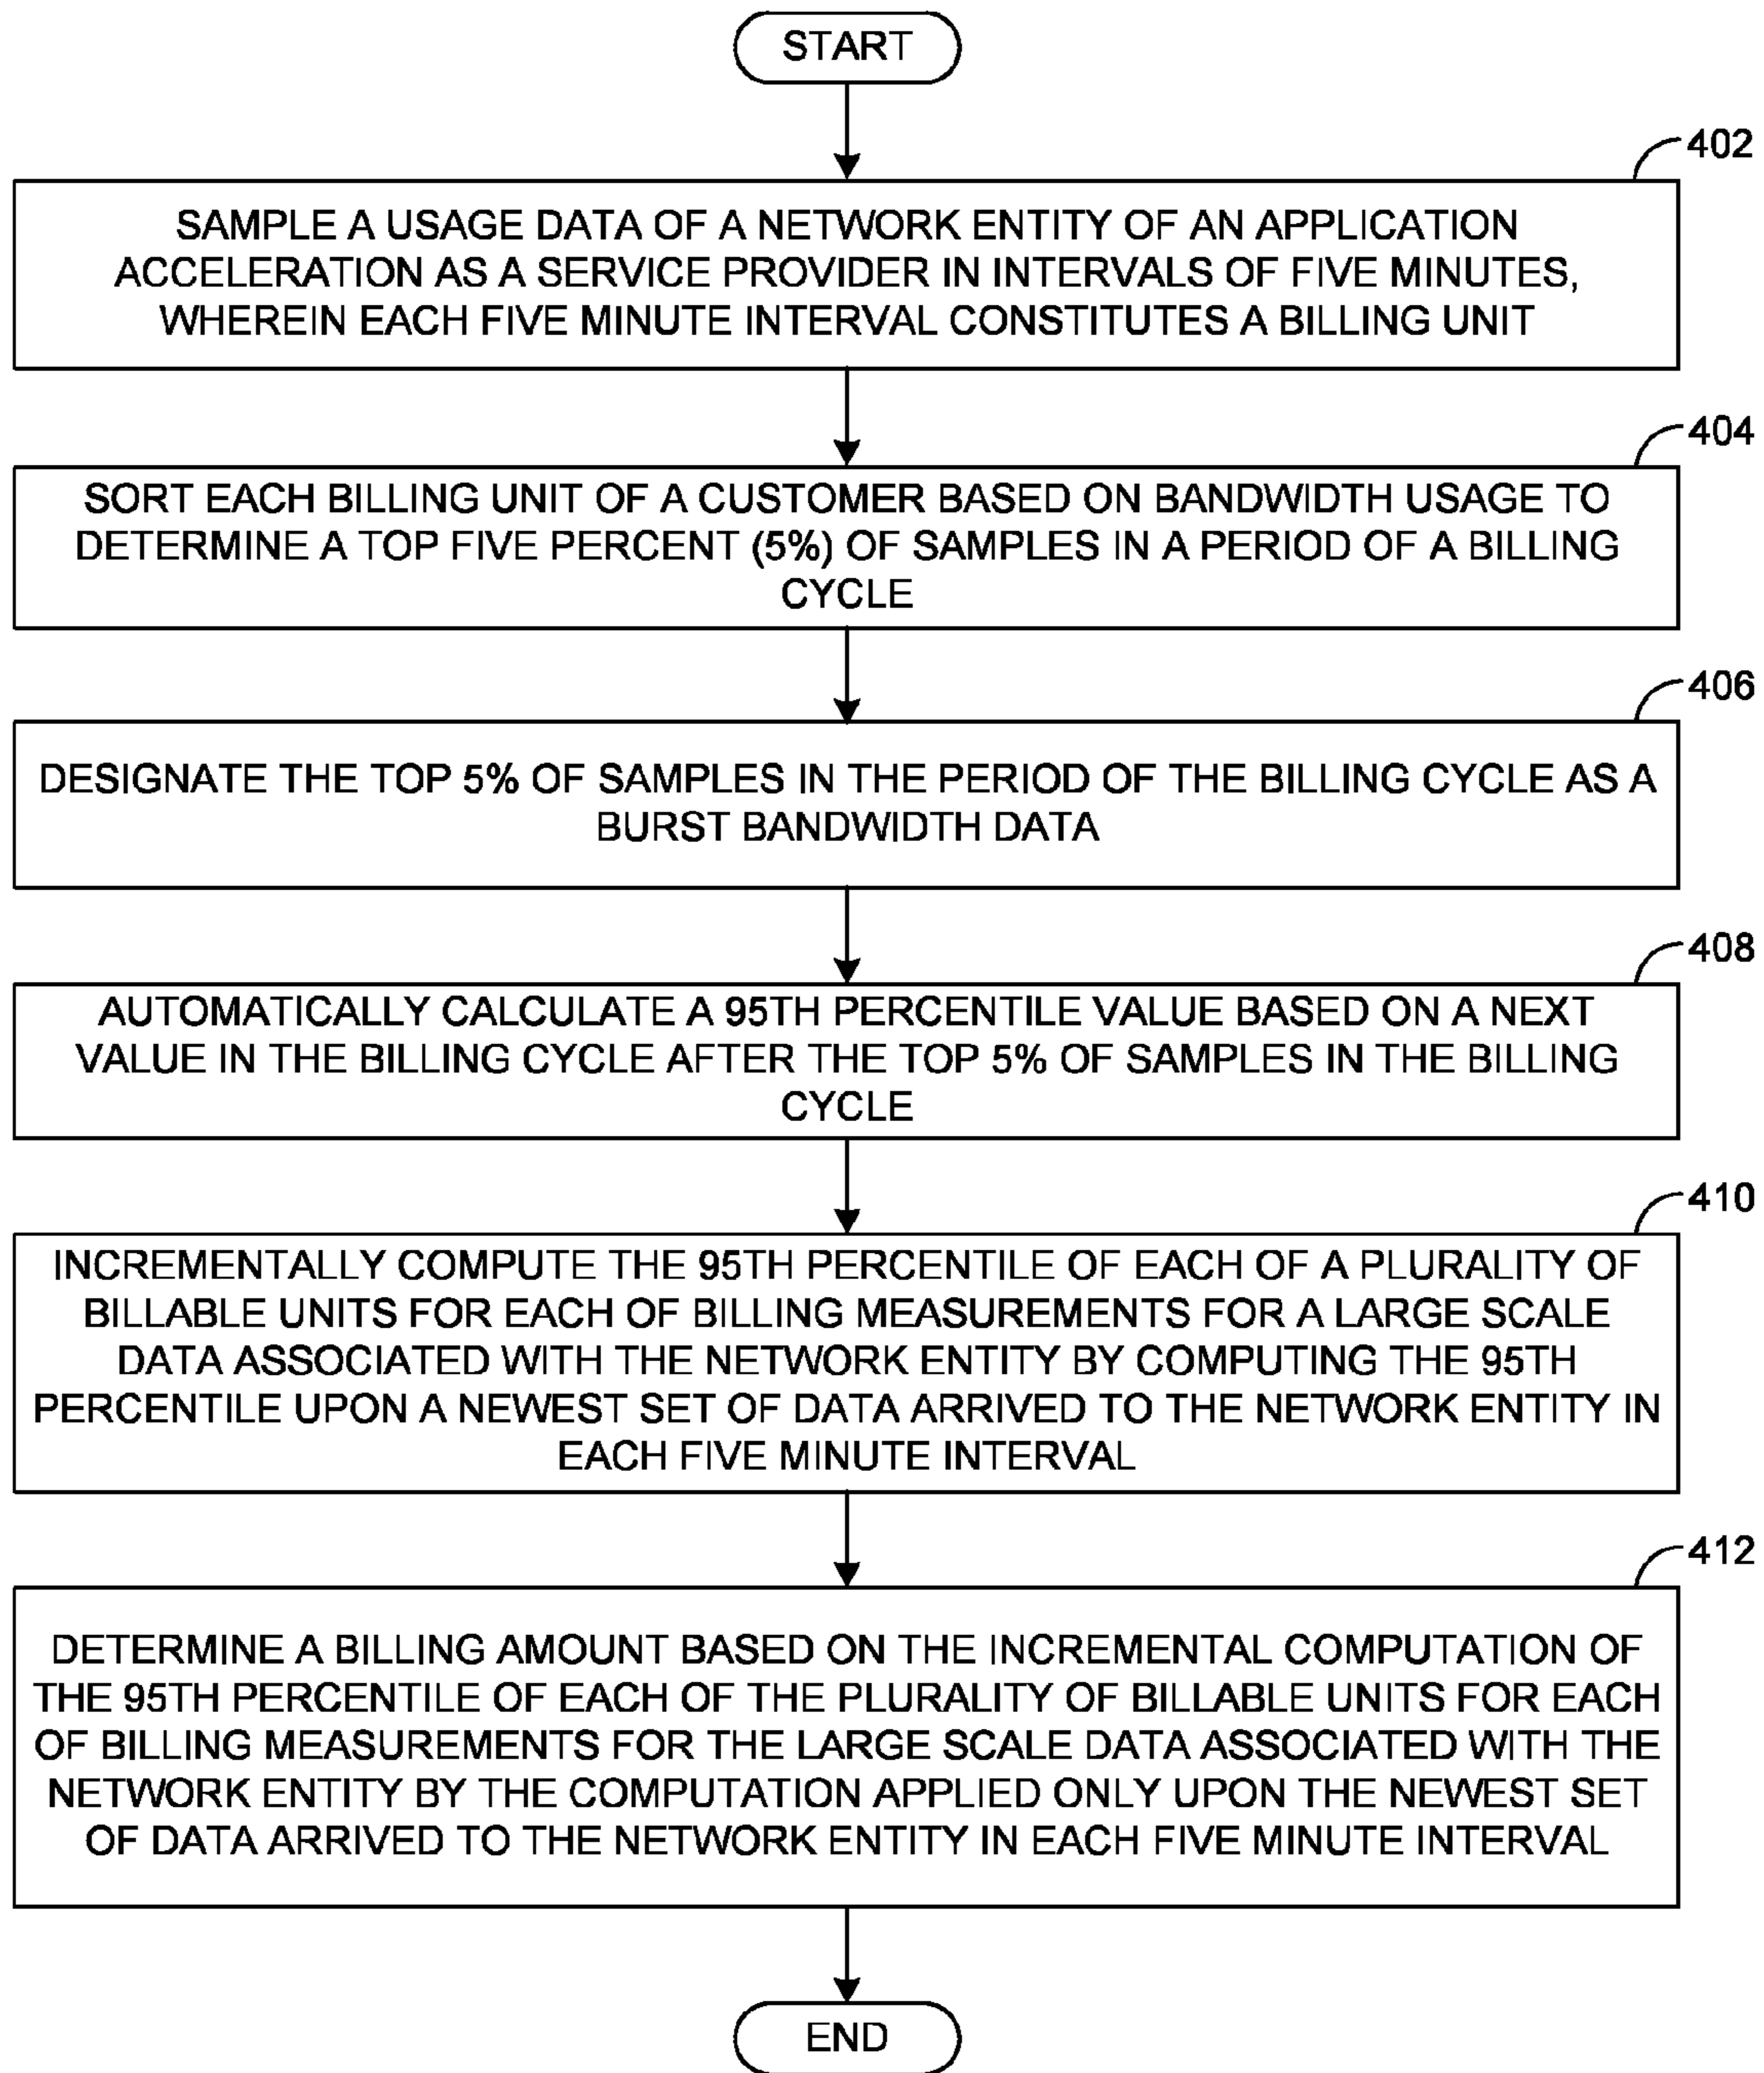 START
402
SAMPLE A USAGE DATA OF A NETWORK ENTITY OF AN APPLICATION
ACCELERATION AS A SERVICE PROVIDER IN INTERVALS OF FIVE MINUTES,
WHEREIN EACH FIVE MINUTE INTERVAL CONSTITUTES A BILLING UNIT
404
SORT EACH BILLING UNIT OF A CUSTOMER BASED ON BANDWIDTH USAGE TO
DETERMINE A TOP FIVE PERCENT (5%) OF SAMPLES IN A PERIOD OF A BILLING
CYCLE
406
DESIGNATE THE TOP 5% OF SAMPLES IN THE PERIOD OF THE BILLING CYCLE AS A
BURST BANDWIDTH DATA
408
AUTOMATICALLY CALCULATE A 95TH PERCENTILE VALUE BASED ON A NEXT
VALUE IN THE BILLING CYCLE AFTER THE TOP 5% OF SAMPLES IN THE BILLING
CYCLE
410
INCREMENTALLY COMPUTE THE 95TH PERCENTILE OF EACH OF A PLURALITY OF
BILLABLE UNITS FOR EACH OF BILLING MEASUREMENTS FOR A LARGE SCALE
DATA ASSOCIATED WITH THE NETWORK ENTITY BY COMPUTING THE 95TH
PERCENTILE UPON A NEWEST SET OF DATA ARRIVED TO THE NETWORK ENTITY IN
EACH FIVE MINUTE INTERVAL
412
DETERMINE A BILLING AMOUNT BASED ON THE INCREMENTAL COMPUTATION OF
THE 95TH PERCENTILE OF EACH OF THE PLURALITY OF BILLABLE UNITS FOR EACH
OF BILLING MEASUREMENTS FOR THE LARGE SCALE DATA ASSOCIATED WITH THE
NETWORK ENTITY BY THE COMPUTATION APPLIED ONLY UPON THE NEWEST SET
OF DATA ARRIVED TO THE NETWORK ENTITY IN EACH FIVE MINUTE INTERVAL
END